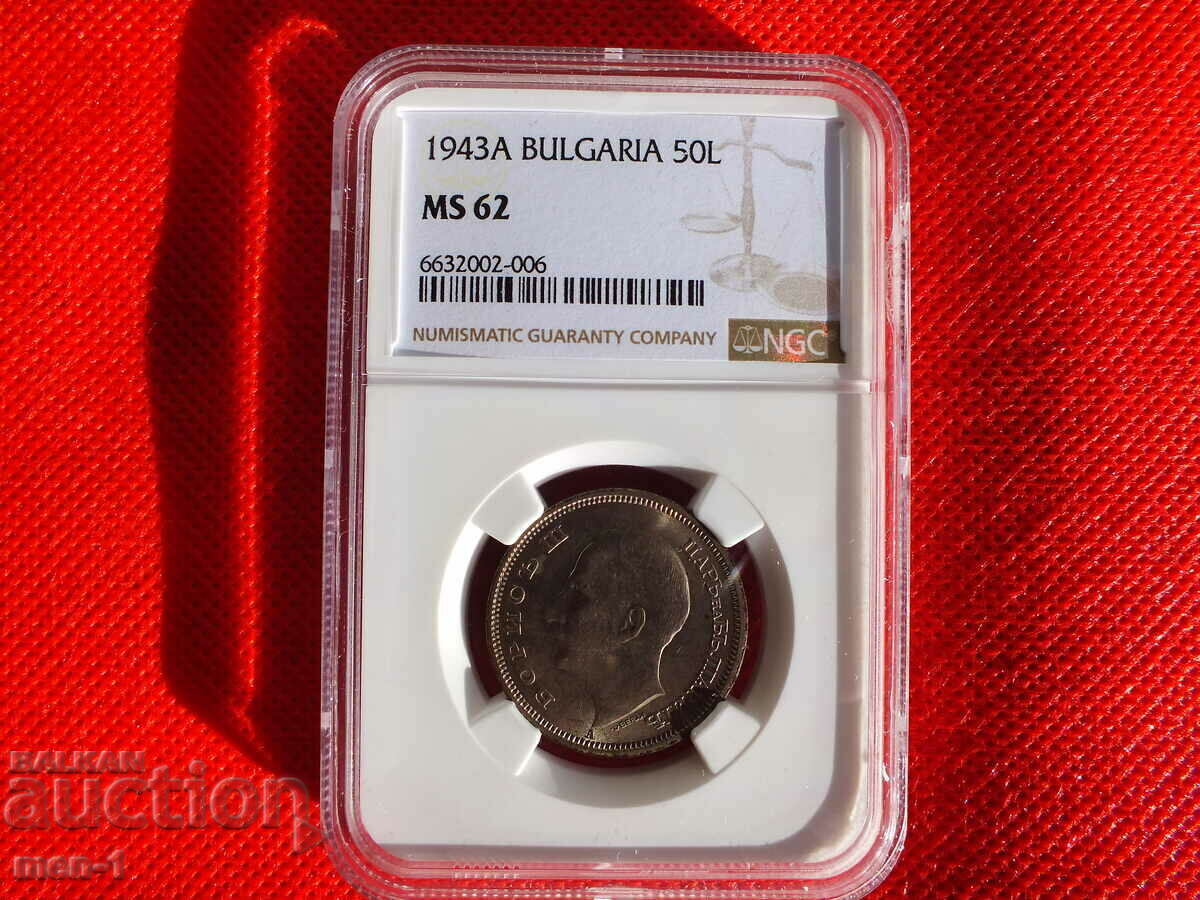 1943A BULGARIA 50L
MS 62
6632002-006
NUMISMATIC GUARANTY COMPANY NGC
БОРИСЪ III
ЦАРЬ НА БЪЛГАРИТѢ
A
BALKAN
auction
men-1